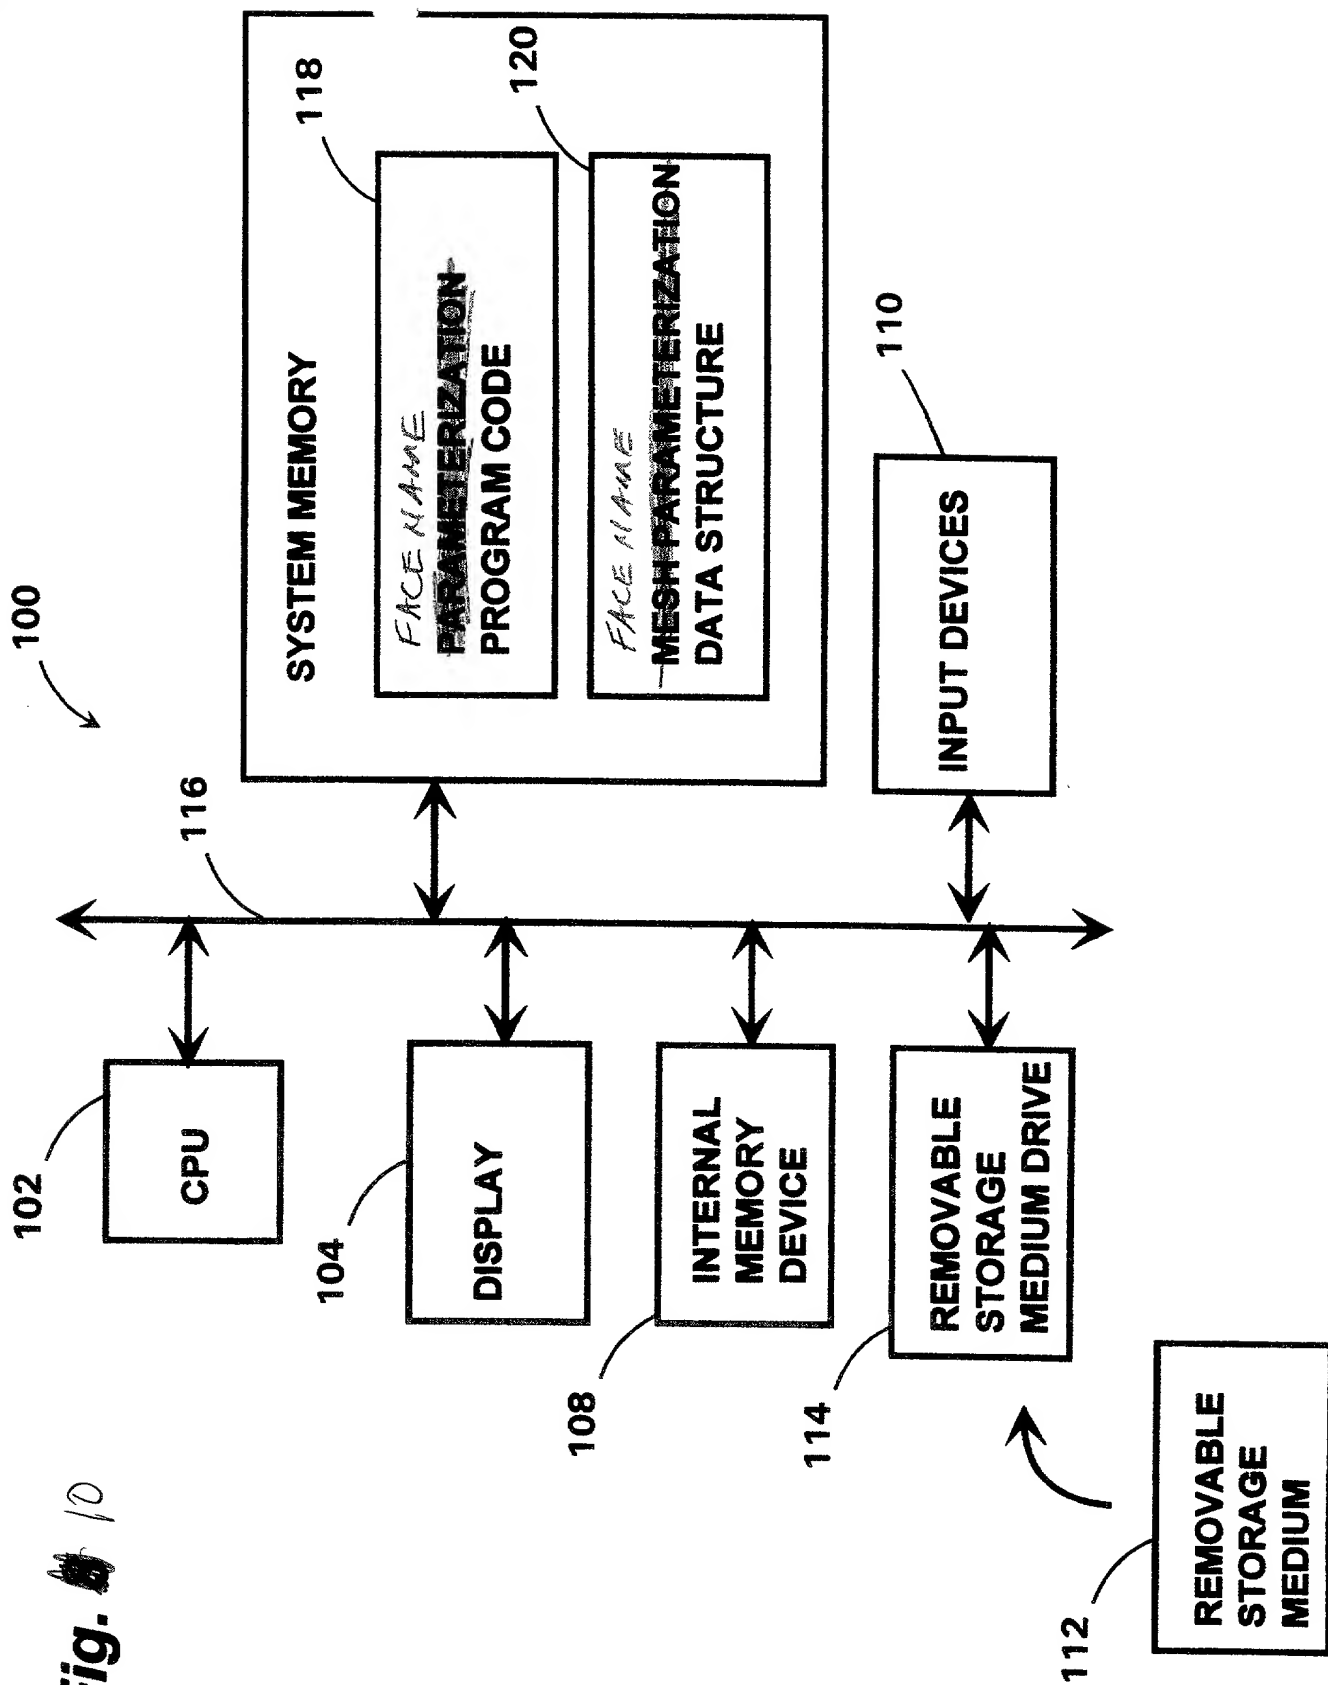 Fig. 10
100
102
CPU
104
DISPLAY
108
INTERNAL
MEMORY
DEVICE
114
REMOVABLE
STORAGE
MEDIUM DRIVE
112
REMOVABLE
STORAGE
MEDIUM
116
SYSTEM MEMORY
118
FACE NAME
PARAMETERIZATION
PROGRAM CODE
120
FACE NAME
MESH PARAMETERIZATION
DATA STRUCTURE
110
INPUT DEVICES